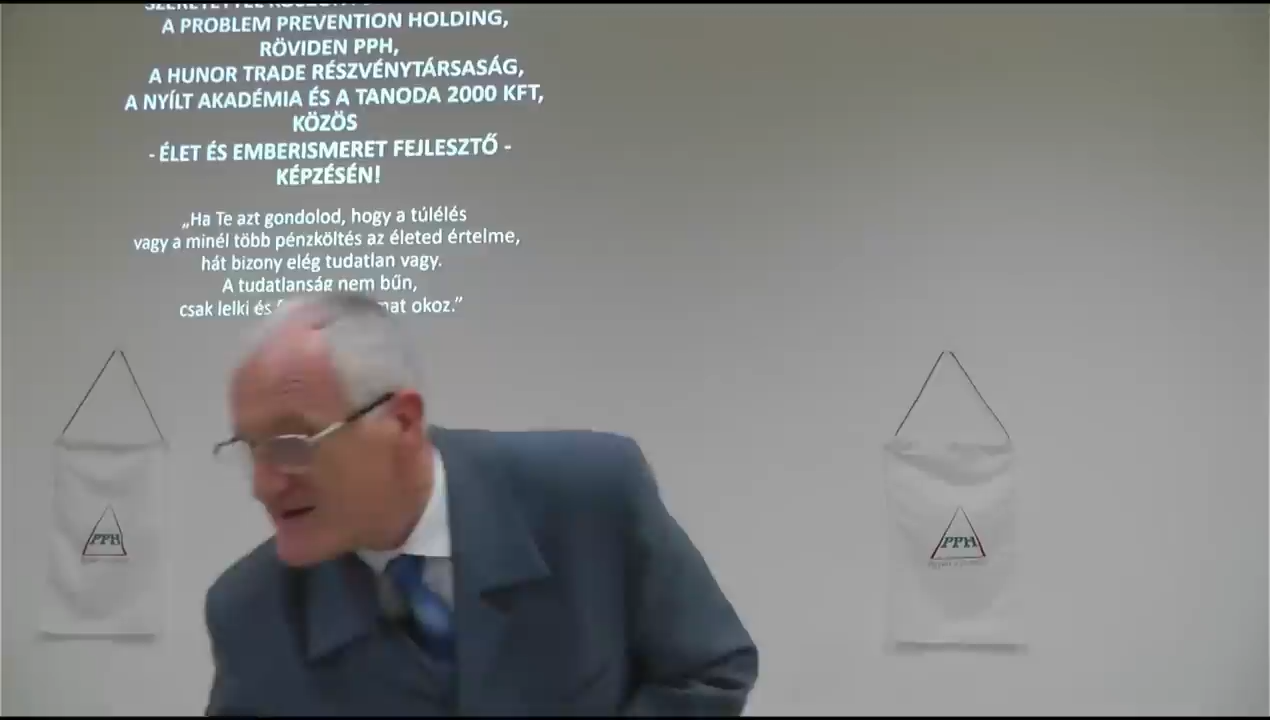 A PROBLEM PREVENTION HOLDING,
RÖVIDEN PPH,
A HUNOR TRADE RÉSZVÉNYTÁRSASÁG,
A NYÍLT AKADÉMIA ÉS A TANODA 2000 KFT,
KÖZÖS
- ÉLET ÉS EMBERISMERET FEJLESZTŐ -
KÉPZÉSÉN!
„Ha Te azt gondolod, hogy a túlélés
vagy a minél több pénzköltés az életed értelme,
hát bizony elég tudatlan vagy.
A tudatlanság nem bűn,
csak lelki és okoz.”
PPH
PPH